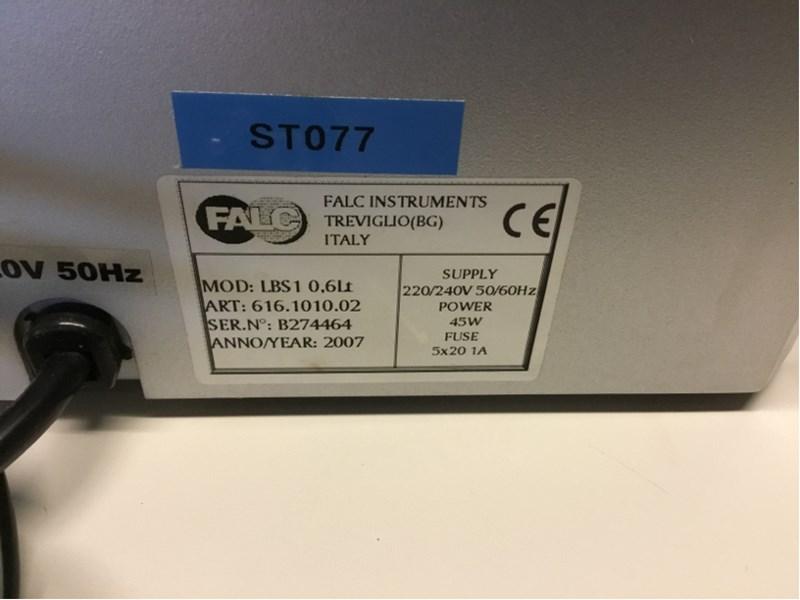 ST077
FALC
FALC INSTRUMENTS
TREVIGLIO(BG)
ITALY
CE
0V 50Hz
MOD: LBS1 0,6Lt
ART: 616.1010.02
SER.N°: B274464
ANNO/YEAR: 2007
SUPPLY
220/240V 50/60Hz
POWER
45W
FUSE
5x20 1A